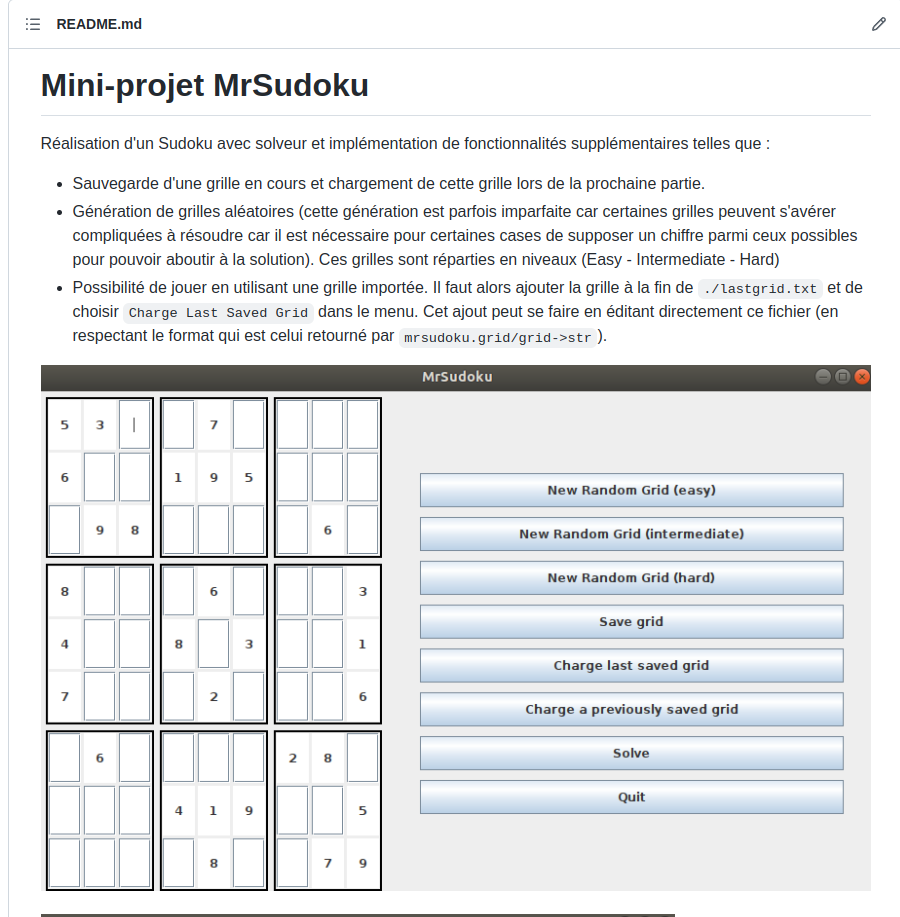 README.md
Mini-projet MrSudoku
Réalisation d'un Sudoku avec solveur et implémentation de fonctionnalités supplémentaires telles que :
Sauvegarde d'une grille en cours et chargement de cette grille lors de la prochaine partie.
Génération de grilles aléatoires (cette génération est parfois imparfaite car certaines grilles peuvent s'avérer
compliquées à résoudre car il est nécessaire pour certaines cases de supposer un chiffre parmi ceux possibles
pour pouvoir aboutir à la solution). Ces grilles sont réparties en niveaux (Easy - Intermediate - Hard)
Possibilité de jouer en utilisant une grille importée. Il faut alors ajouter la grille à la fin de ./lastgrid.txt et de
choisir Charge Last Saved Grid dans le menu. Cet ajout peut se faire en éditant directement ce fichier (en
respectant le format qui est celui retourné par mrsudoku.grid/grid->str ).
MrSudoku
5 3 7
6 1 9 5
9 8 6
8 6 3
4 8 3 1
7 2 6
6 2 8
4 1 9 5
8 7 9
New Random Grid (easy)
New Random Grid (intermediate)
New Random Grid (hard)
Save grid
Charge last saved grid
Charge a previously saved grid
Solve
Quit